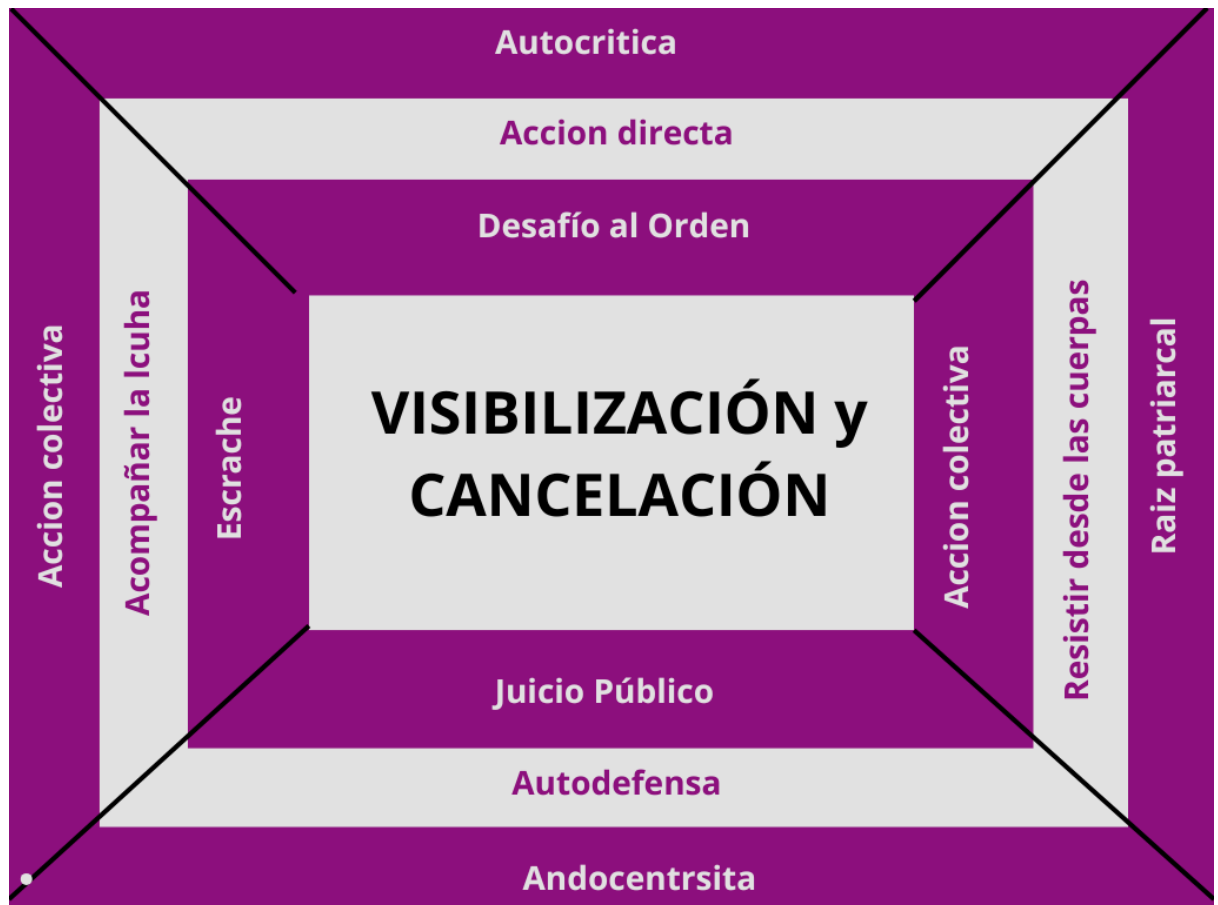 Autocritica
Accion directa
Desafío al Orden
Accion colectiva
Acompañar la lcuha
Escrache
VISIBILIZACIÓN y
CANCELACIÓN
Accion colectiva
Resistir desde las cuerpas
Raiz patriarcal
Juicio Público
Autodefensa
Andocentrsita